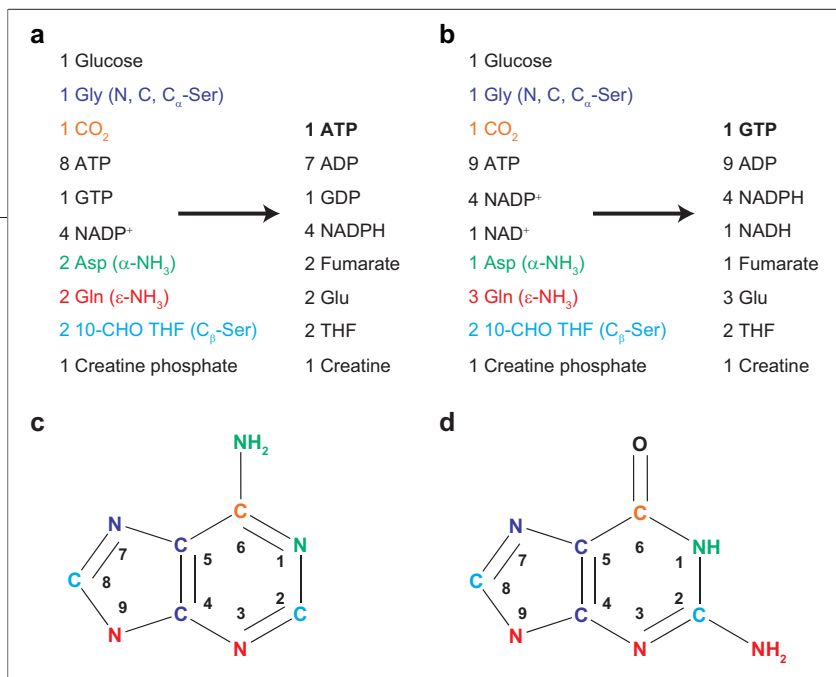 a
1 Glucose
1 Gly (N, C, Cα-Ser)
1 CO₂
8 ATP
1 GTP
4 NADP⁺
2 Asp (α-NH₃)
2 Gln (ε-NH₃)
2 10-CHO THF (Cβ-Ser)
1 Creatine phosphate
1 ATP
7 ADP
1 GDP
4 NADPH
2 Fumarate
2 Glu
2 THF
1 Creatine
b
1 Glucose
1 Gly (N, C, Cα-Ser)
1 CO₂
9 ATP
4 NADP⁺
1 NAD⁺
1 Asp (α-NH₃)
3 Gln (ε-NH₃)
2 10-CHO THF (Cβ-Ser)
1 Creatine phosphate
1 GTP
9 ADP
4 NADPH
1 NADH
1 Fumarate
3 Glu
2 THF
1 Creatine
c
NH₂
C
N
6
N
C
5
1
7
C
8
9
4
3
2
C
N
C
N
d
O
C
N
6
NH
C
5
1
7
C
8
9
4
3
2
C
N
C
N
NH₂